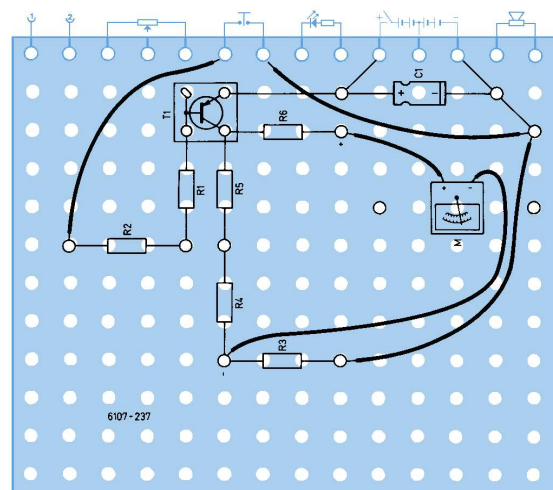 1 2 + -
C1
+ -
T1
R6
+
+ -
R1 R5
M
R2
R4
R3
-
6107-237